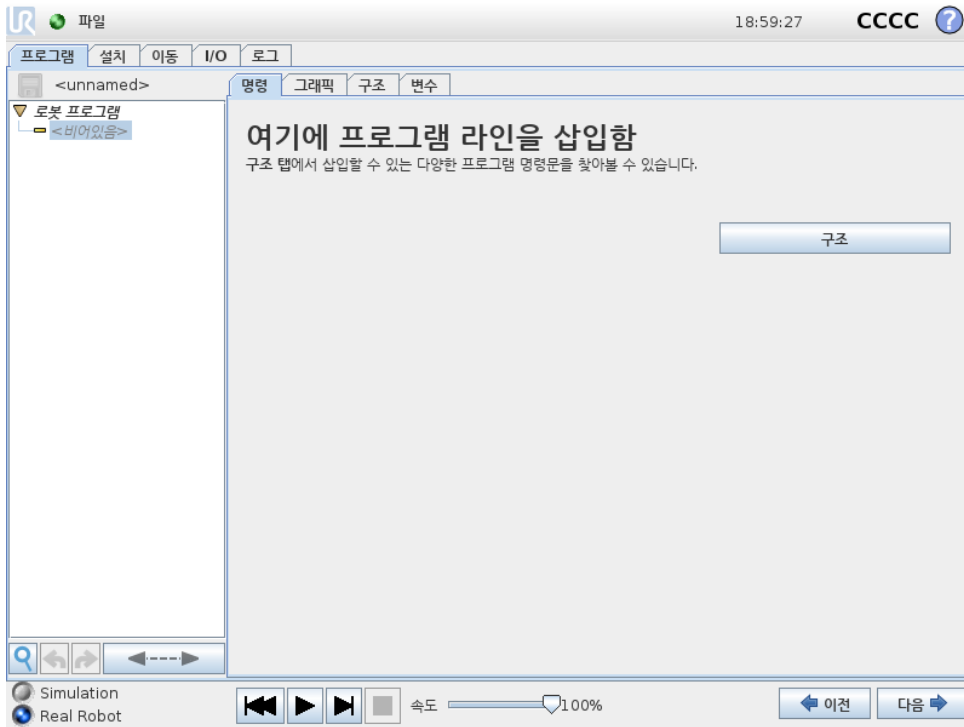 UR 파일 18:59:27 CCCC ?
프로그램 설치 이동 I/O 로그
<unnamed> 명령 그래픽 구조 변수
로봇 프로그램
<비어있음>
여기에 프로그램 라인을 삽입함
구조 탭에서 삽입할 수 있는 다양한 프로그램 명령문을 찾아볼 수 있습니다.
구조
Simulation
Real Robot
속도 100% 이전 다음